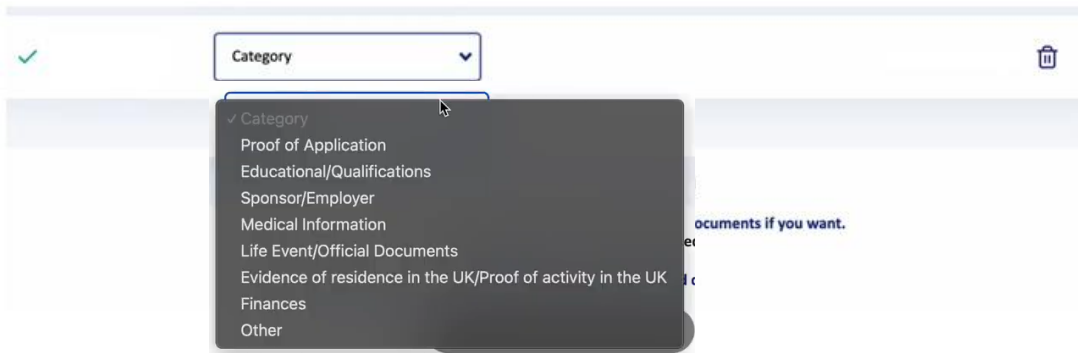 Category
Category
Proof of Application
Educational/Qualifications
Sponsor/Employer
Medical Information
ocuments if you want.
Life Event/Official Documents
Evidence of residence in the UK/Proof of activity in the UK
Finances
Other